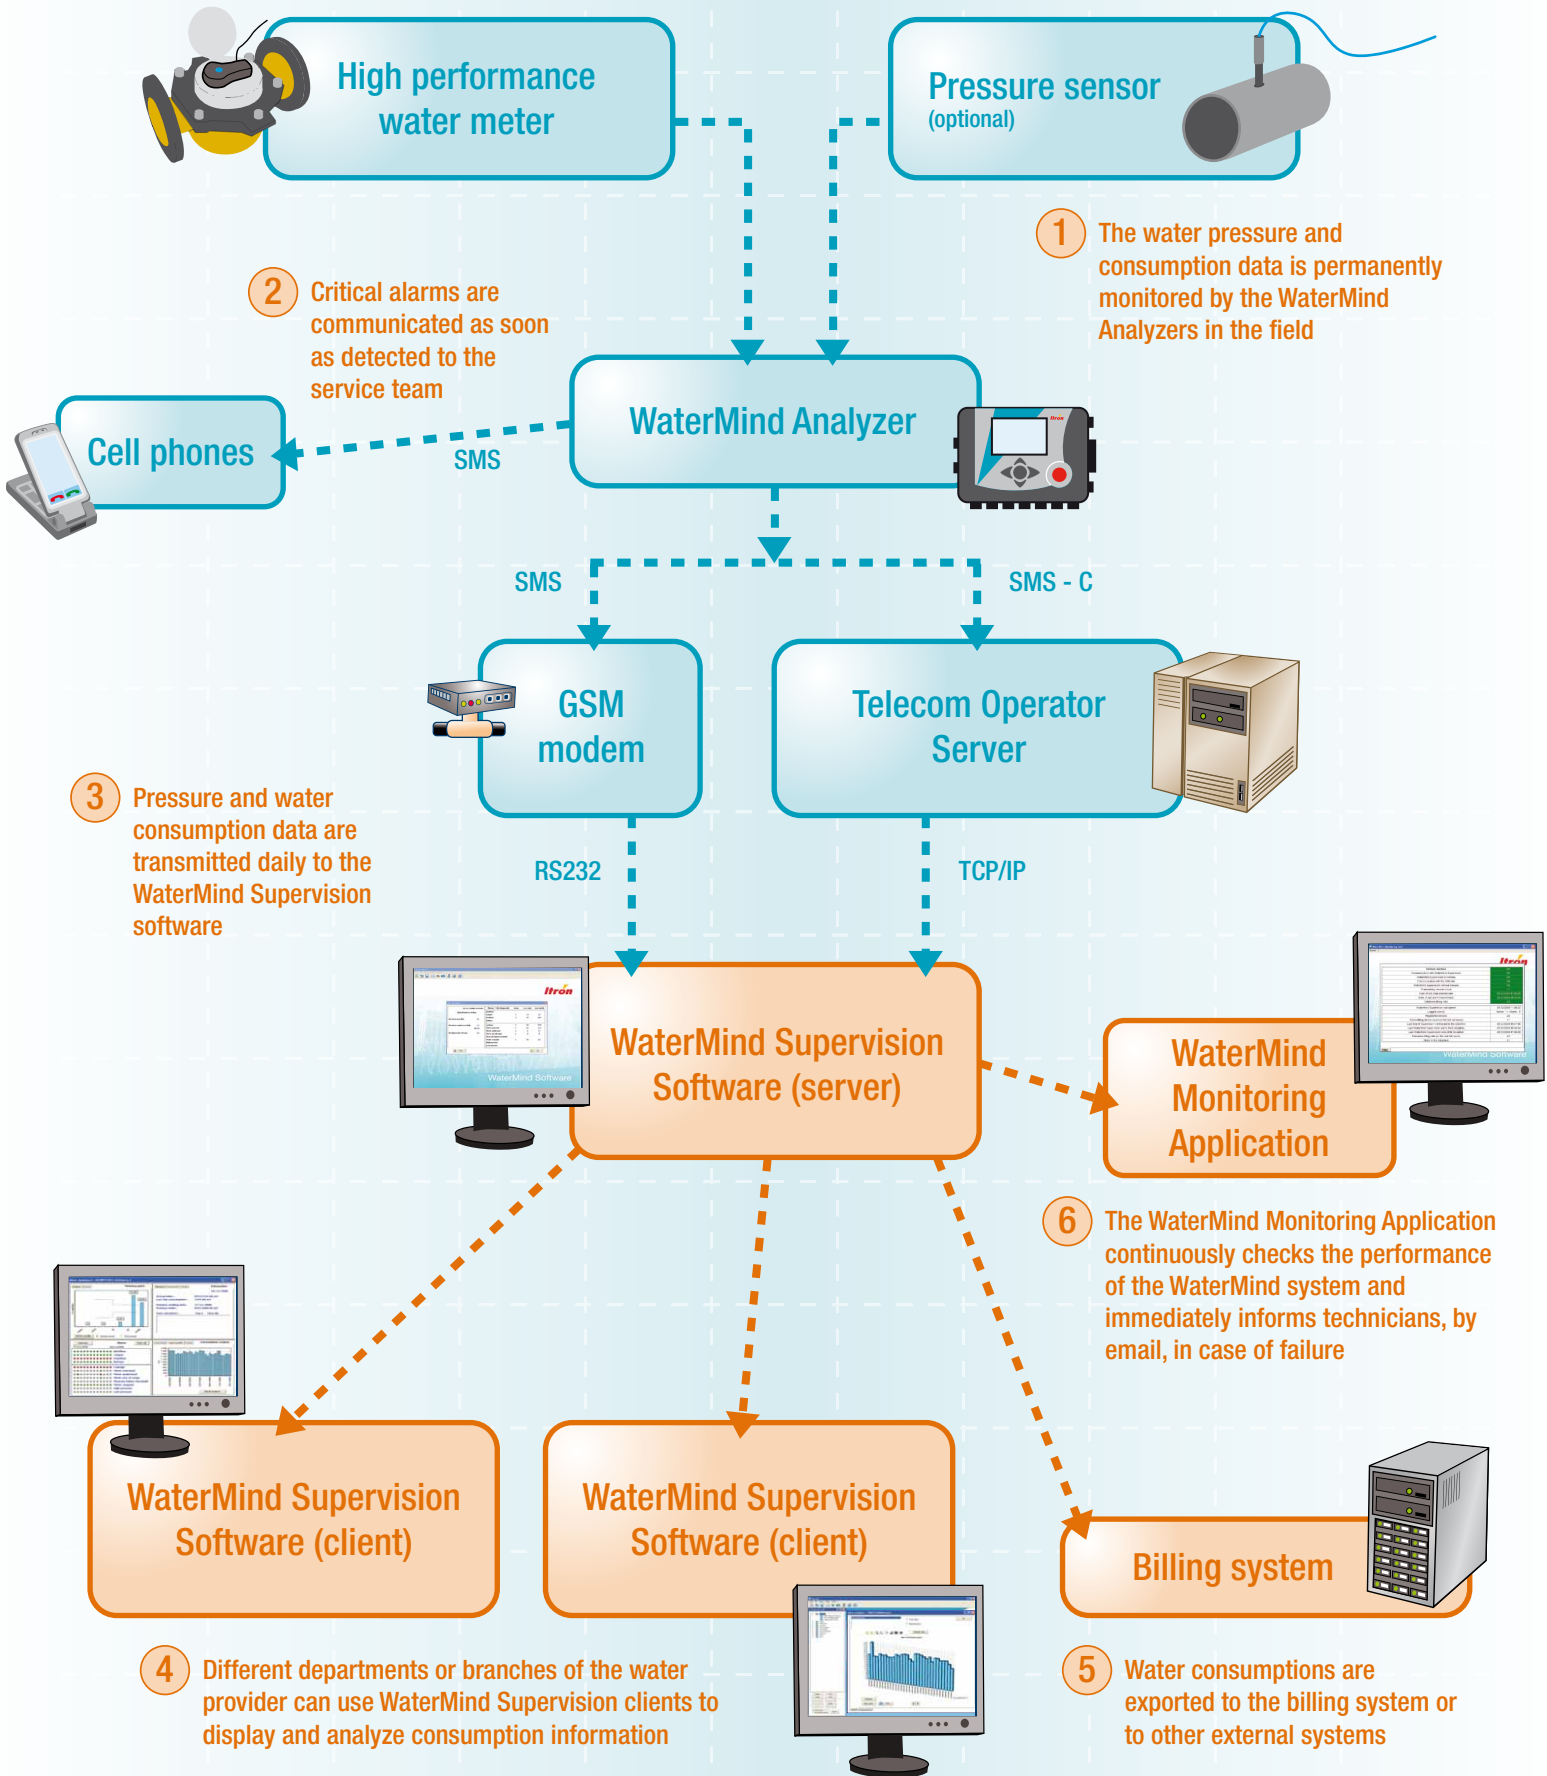 High performance
water meter
Pressure sensor
(optional)
1
The water pressure and
consumption data is permanently
monitored by the WaterMind
Analyzers in the field
2
Critical alarms are
communicated as soon
as detected to the
service team
WaterMind Analyzer
Itron
Cell phones
SMS
SMS
SMS - C
GSM
modem
Telecom Operator
Server
3
Pressure and water
consumption data are
transmitted daily to the
WaterMind Supervision
software
RS232
TCP/IP
Itron
WaterMind Software
WaterMind Supervision
Software (server)
Itron
WaterMind Software
WaterMind
Monitoring
Application
6
The WaterMind Monitoring Application
continuously checks the performance
of the WaterMind system and
immediately informs technicians, by
email, in case of failure
WaterMind Supervision
Software (client)
WaterMind Supervision
Software (client)
Billing system
4
Different departments or branches of the water
provider can use WaterMind Supervision clients to
display and analyze consumption information
5
Water consumptions are
exported to the billing system or
to other external systems